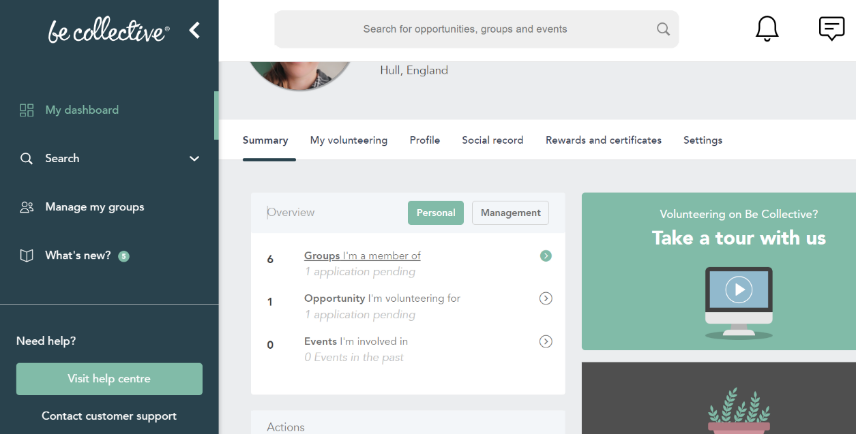 be collective®
Search for opportunities, groups and events
Hull, England
My dashboard
Search
Manage my groups
What's new? 5
Need help?
Visit help centre
Contact customer support
Summary
My volunteering
Profile
Social record
Rewards and certificates
Settings
Overview
Personal
Management
6 Groups I'm a member of
1 application pending
1 Opportunity I'm volunteering for
1 application pending
0 Events I'm involved in
0 Events in the past
Actions
Volunteering on Be Collective?
Take a tour with us